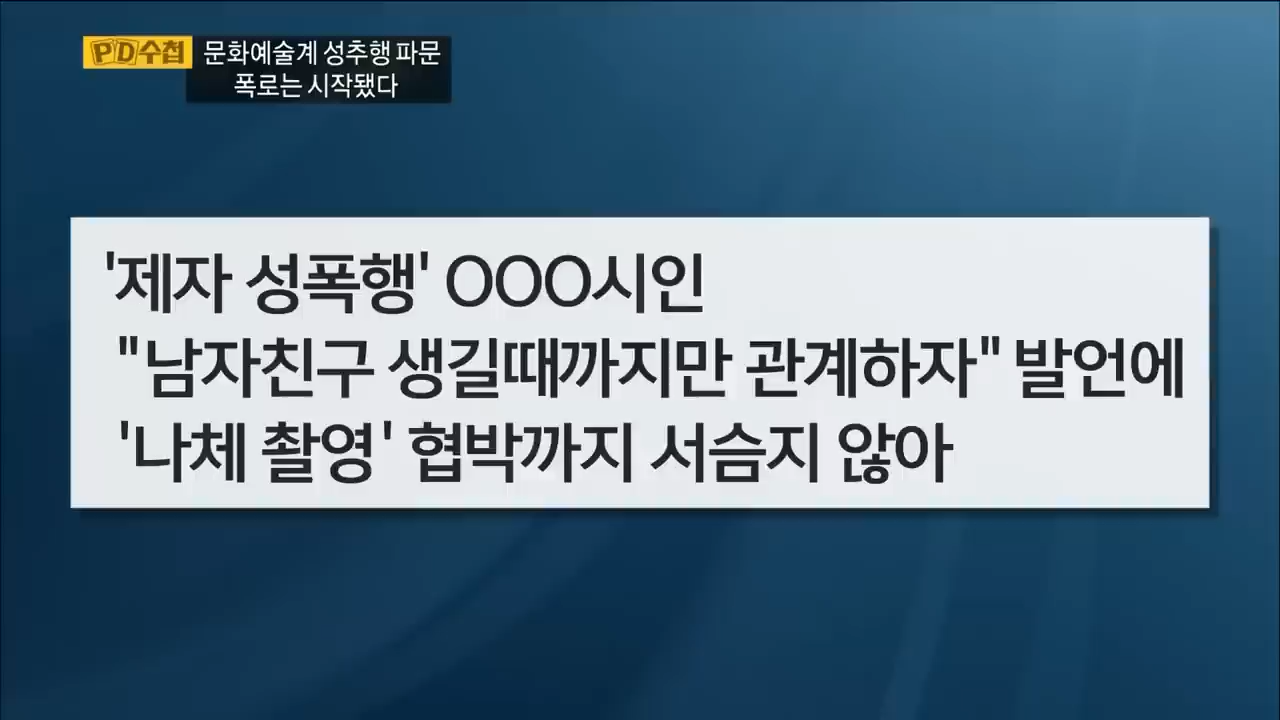 PD수첩 문화예술계 성추행 파문
폭로는 시작됐다
'제자 성폭행' OOO시인
"남자친구 생길때까지만 관계하자" 발언에
'나체 촬영' 협박까지 서슴지 않아